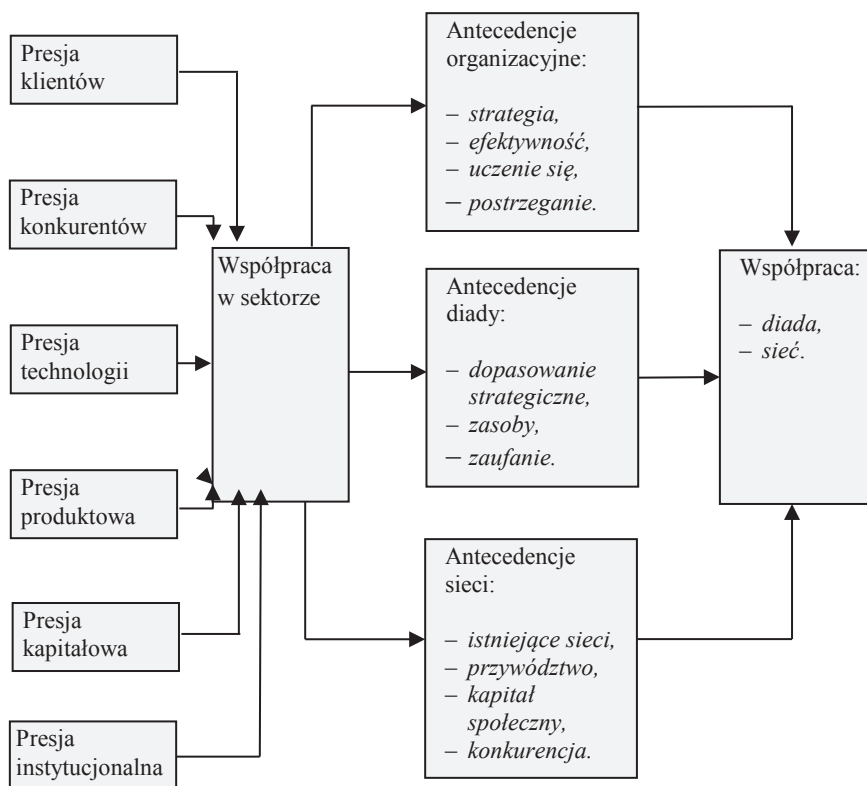 Presja
klientów
Presja
konkurentów
Presja
technologii
Presja
produktowa
Presja
kapitałowa
Presja
instytucjonalna
Współpraca
w sektorze
Antecedencje
organizacyjne:
– strategia,
– efektywność,
– uczenie się,
– postrzeganie.
Antecedencje
diady:
– dopasowanie
strategiczne,
– zasoby,
– zaufanie.
Antecedencje
sieci:
– istniejące sieci,
– przywództwo,
– kapitał
społeczny,
– konkurencja.
Współpraca:
– diada,
– sieć.